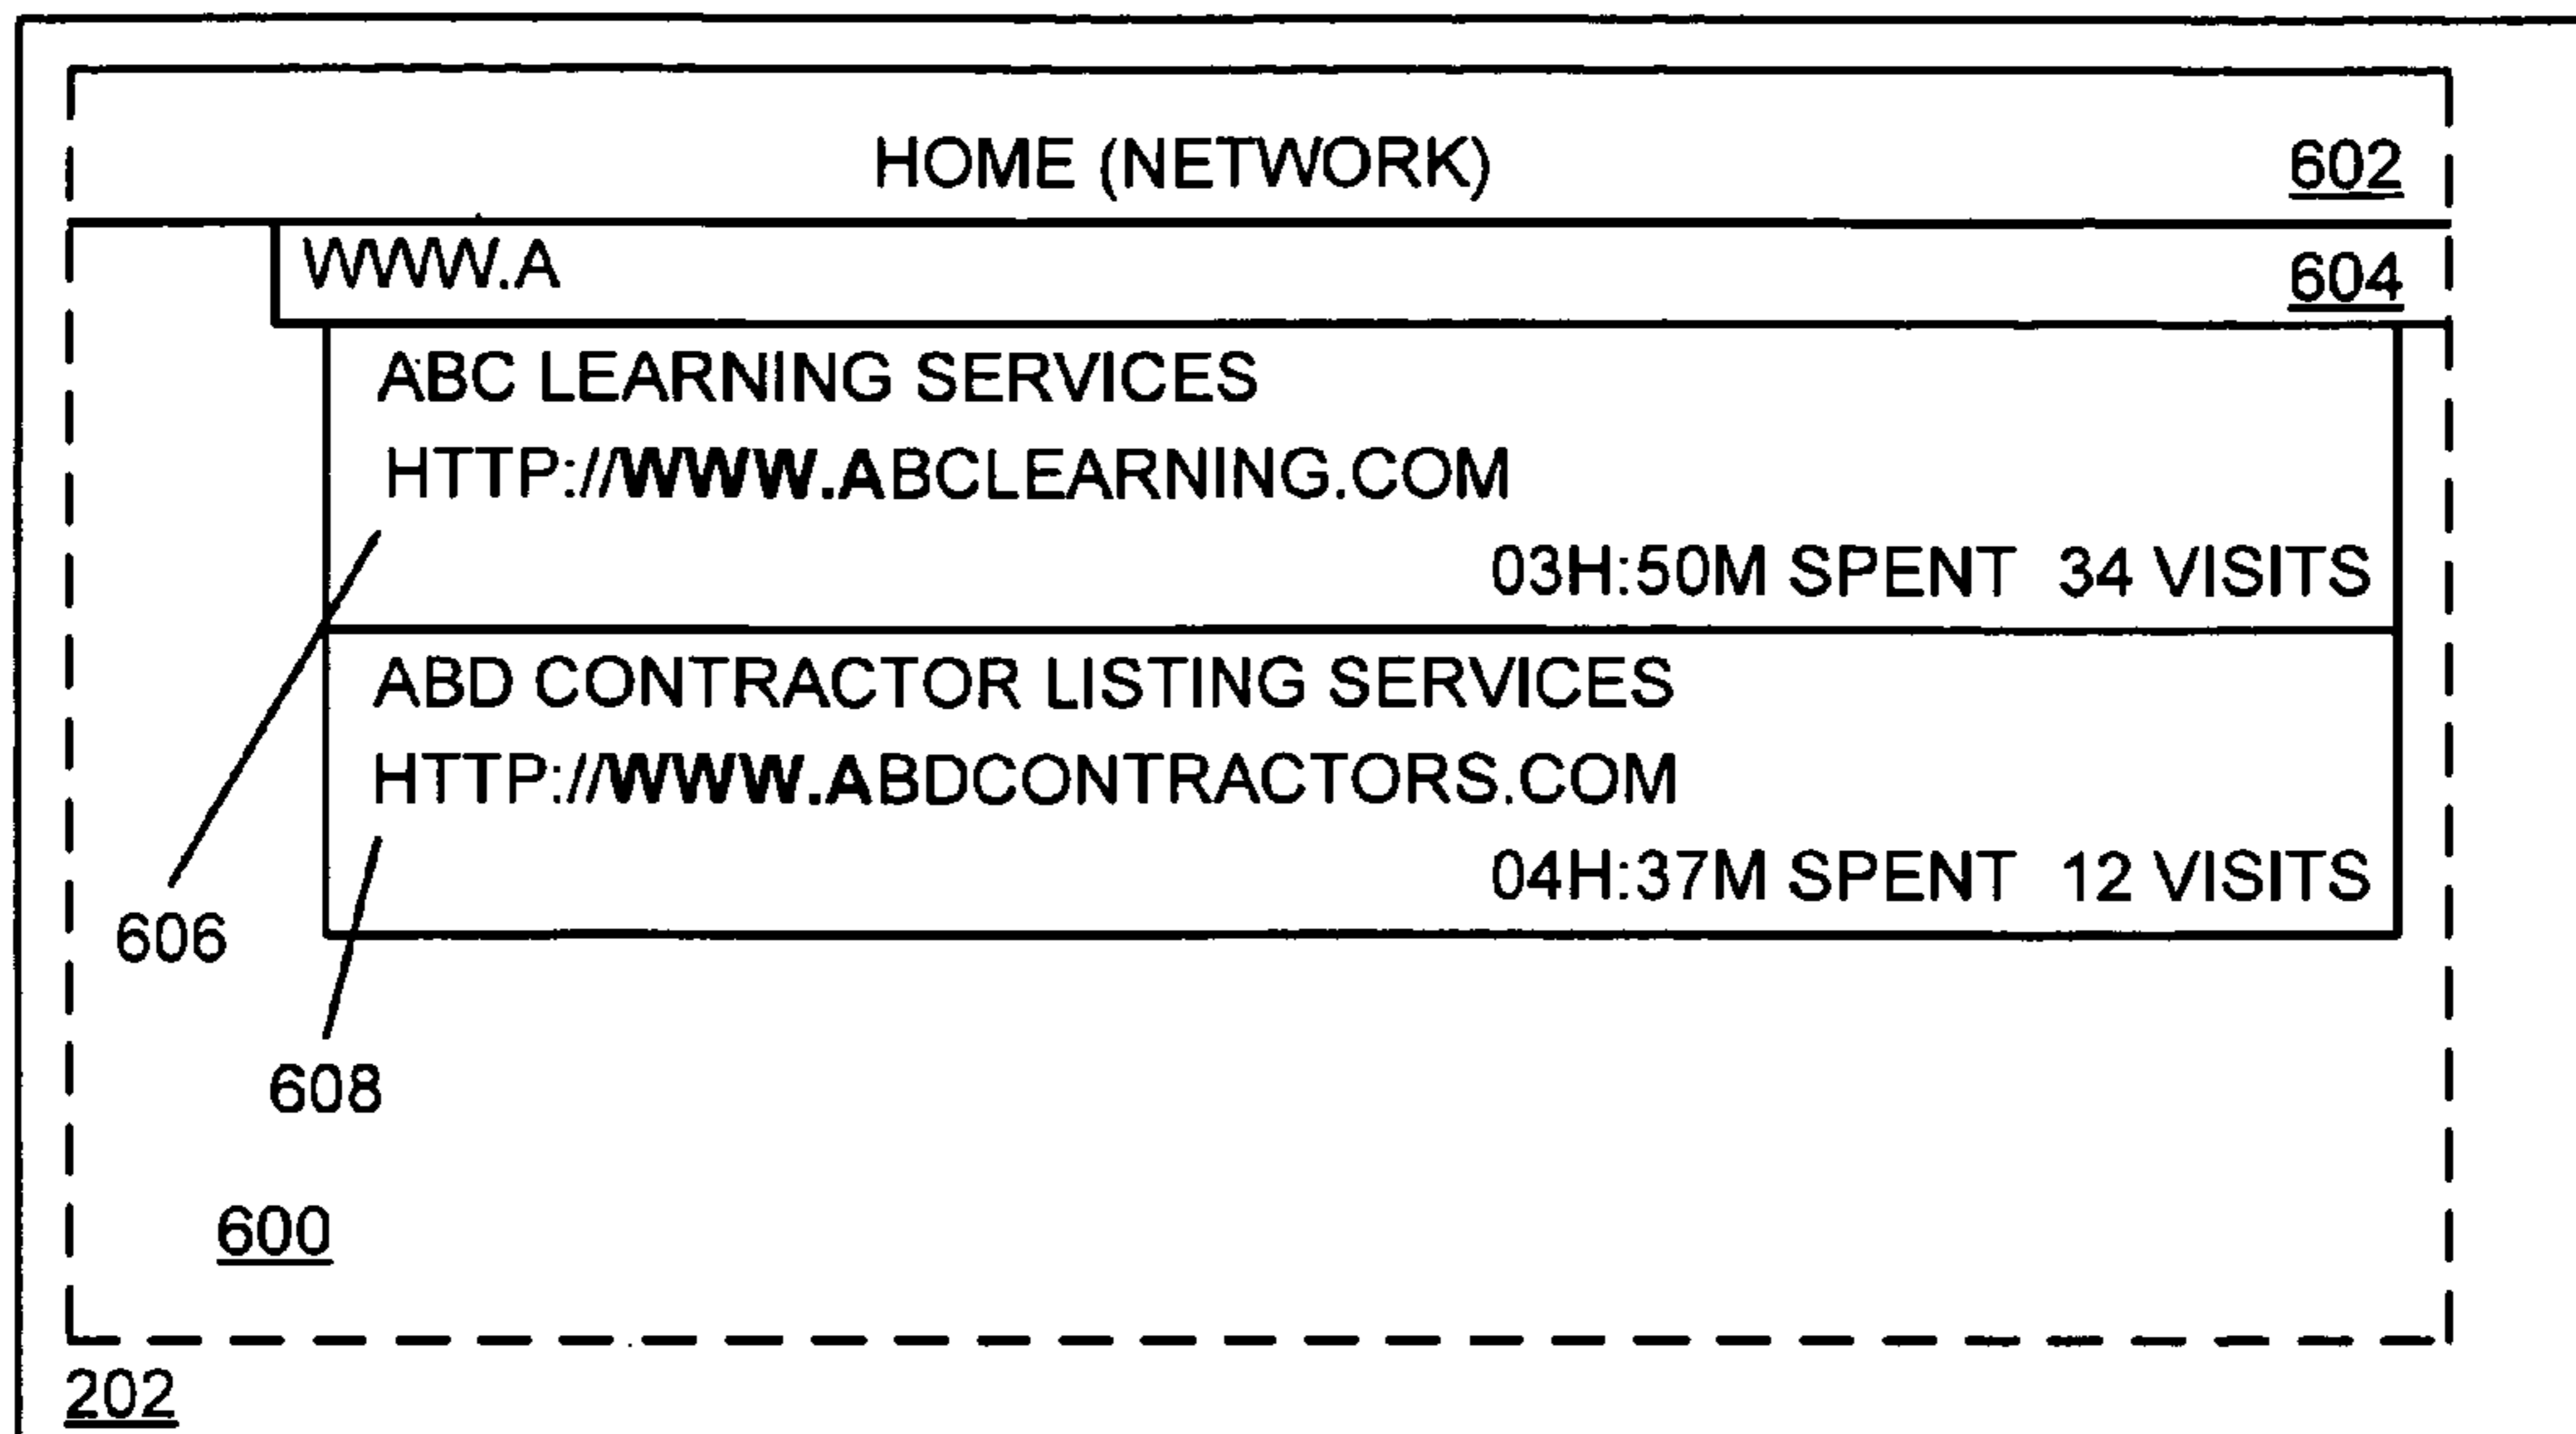 HOME (NETWORK) 602
WWW.A 604
ABC LEARNING SERVICES
HTTP://WWW.ABCLEARNING.COM
03H:50M SPENT 34 VISITS
ABD CONTRACTOR LISTING SERVICES
HTTP://WWW.ABDCONTRACTORS.COM
04H:37M SPENT 12 VISITS
606
608
600
202